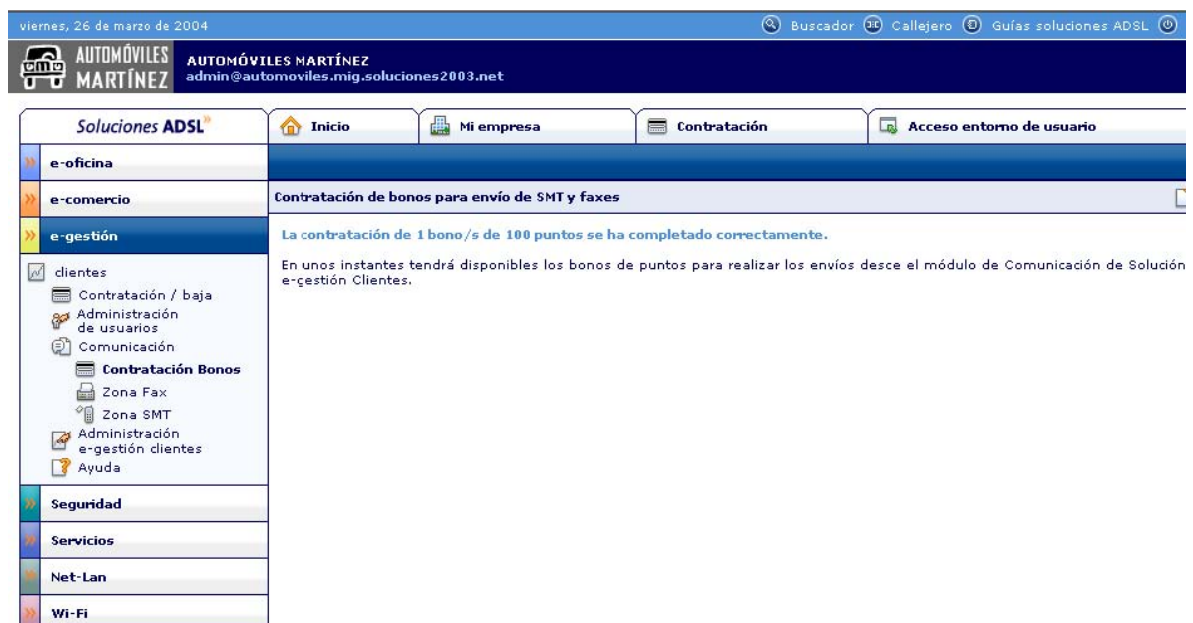 viernes, 26 de marzo de 2004
Buscador Callejero Guías soluciones ADSL
AUTOMÓVILES
MARTÍNEZ
AUTOMÓVILES MARTÍNEZ
admin@automoviles.mig.soluciones2003.net
Soluciones ADSL
Inicio
Mi empresa
Contratación
Acceso entorno de usuario
e-oficina
e-comercio
Contratación de bonos para envío de SMT y faxes
e-gestión
La contratación de 1 bono/s de 100 puntos se ha completado correctamente.
En unos instantes tendrá disponibles los bonos de puntos para realizar los envíos desce el módulo de Comunicación de Solución
e-gestión Clientes.
clientes
Contratación / baja
Administración
de usuarios
Comunicación
Contratación Bonos
Zona Fax
Zona SMT
Administración
e-gestión clientes
Ayuda
Seguridad
Servicios
Net-Lan
Wi-Fi